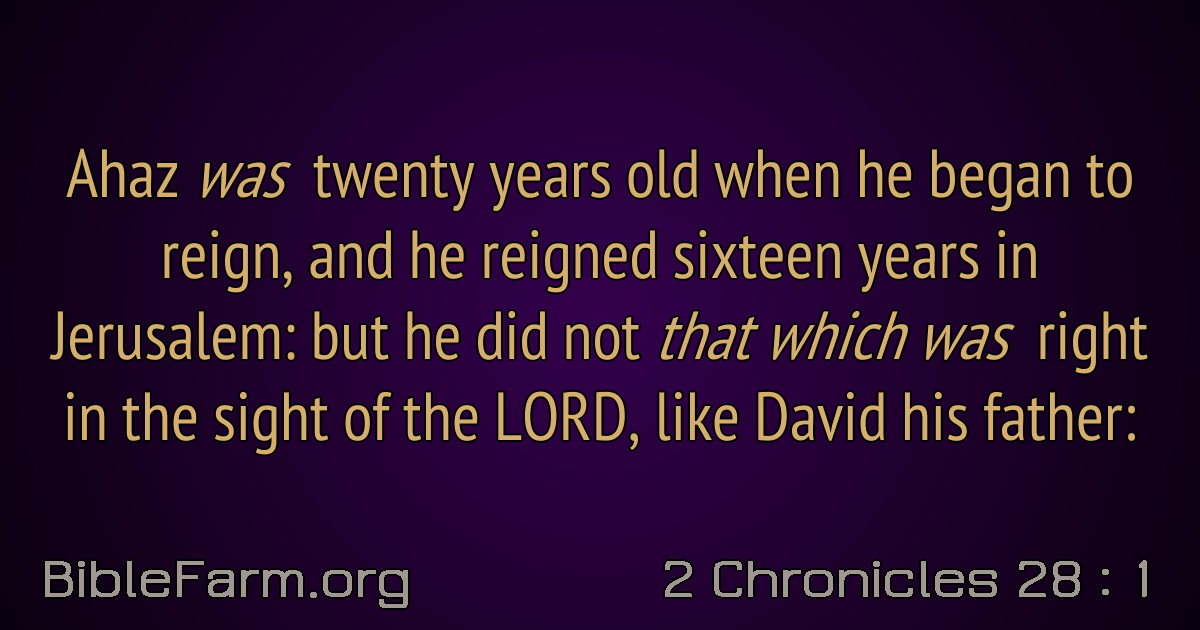 Ahaz was twenty years old when he began to
reign, and he reigned sixteen years in
Jerusalem: but he did not that which was right
in the sight of the LORD, like David his father:
BibleFarm.org
2 Chronicles 28 : 1